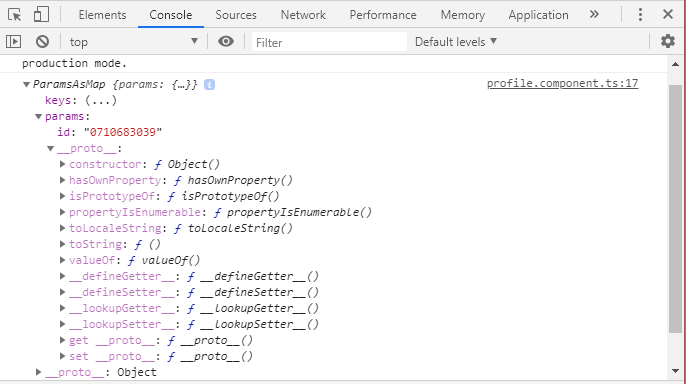 Elements Console Sources Network Performance Memory Application »
top ▼ Filter Default levels ▼
production mode.
▼ParamsAsMap {params: {…}} i profile.component.ts:17
keys: (...)
▼params:
id: "0710683039"
▼__proto__:
▶constructor: ƒ Object()
▶hasOwnProperty: ƒ hasOwnProperty()
▶isPrototypeOf: ƒ isPrototypeOf()
▶propertyIsEnumerable: ƒ propertyIsEnumerable()
▶toLocaleString: ƒ toLocaleString()
▶toString: ƒ ()
▶valueOf: ƒ valueOf()
▶__defineGetter__: ƒ __defineGetter__()
▶__defineSetter__: ƒ __defineSetter__()
▶__lookupGetter__: ƒ __lookupGetter__()
▶__lookupSetter__: ƒ __lookupSetter__()
▶get __proto__: ƒ __proto__()
▶set __proto__: ƒ __proto__()
▶__proto__: Object